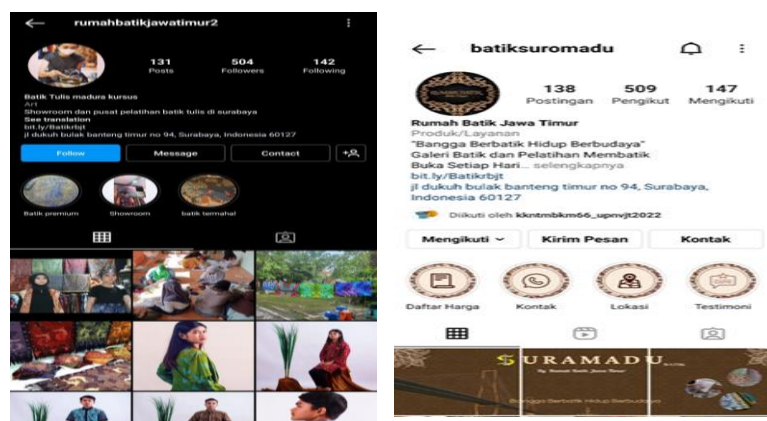 rumahbatikjawatimur2
131 504 142
Posts Followers Following
Batik Tulis madura kursus
Art
Showroom dan pusat pelatihan batik tulis di surabaya
See translation
bit.ly/Batikrbjt
jl dukuh bulak banteng timur no 94, Surabaya, Indonesia 60127
Follow Message Contact
Batik premium Showroom batik termahal
batiksuromadu
138 509 147
Postingan Pengikut Mengikuti
Rumah Batik Jawa Timur
Produk/Layanan
"Bangga Berbatik Hidup Berbudaya"
Galeri Batik dan Pelatihan Membatik
Buka Setiap Hari... selengkapnya
bit.ly/Batikrbjt
jl dukuh bulak banteng timur no 94, Surabaya,
Indonesia 60127
Diikuti oleh kkntmbkm66_upnvjt2022
Mengikuti Kirim Pesan Kontak
Daftar Harga Kontak Lokasi Testimoni
SURAMADU
By Rumah Batik Jawa Timur
Bangga Berbatik Hidup Berbudaya